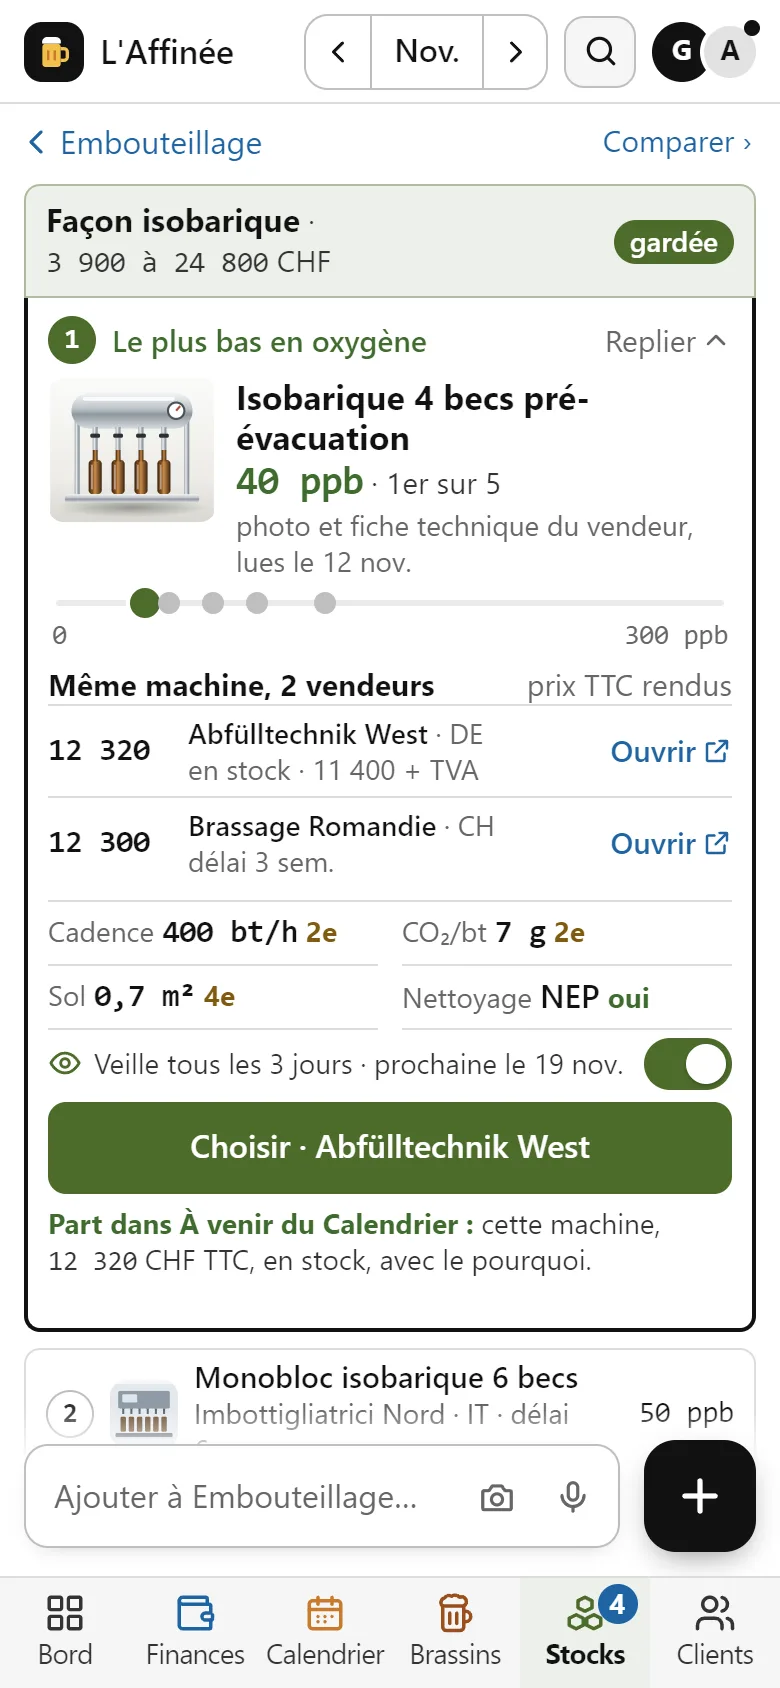 L'Affinée
Nov.
G
A
Embouteillage
Comparer ›
Façon isobarique ·
3 900 à 24 800 CHF
gardée
1
Le plus bas en oxygène
Replier
Isobarique 4 becs pré-
évacuation
40 ppb · 1er sur 5
photo et fiche technique du vendeur,
lues le 12 nov.
0
300 ppb
Même machine, 2 vendeurs
prix TTC rendus
12 320
Abfülltechnik West · DE
en stock · 11 400 + TVA
Ouvrir
12 300
Brassage Romandie · CH
délai 3 sem.
Ouvrir
Cadence 400 bt/h 2e
CO₂/bt 7 g 2e
Sol 0,7 m² 4e
Nettoyage NEP oui
Veille tous les 3 jours · prochaine le 19 nov.
Choisir · Abfülltechnik West
Part dans À venir du Calendrier : cette machine,
12 320 CHF TTC, en stock, avec le pourquoi.
2
Monobloc isobarique 6 becs
Imbottigliatrici Nord · IT · délai
50 ppb
Ajouter à Embouteillage...
Bord
Finances
Calendrier
Brassins
4
Stocks
Clients